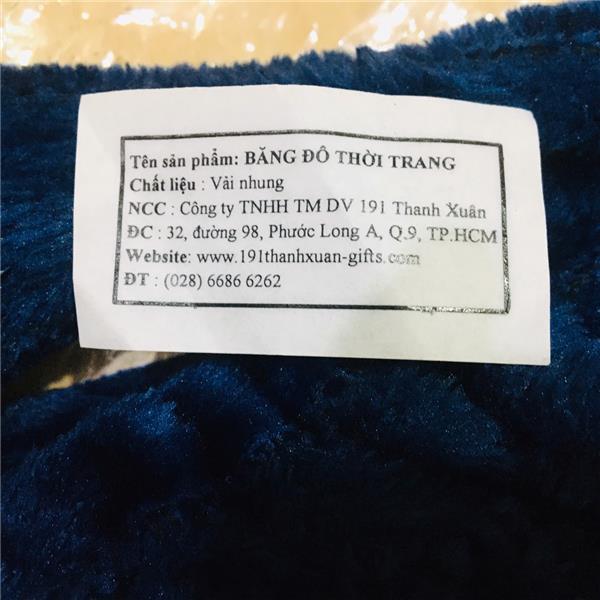 Tên sản phẩm: BĂNG ĐÔ THỜI TRANG
Chất liệu : Vải nhung
NCC : Công ty TNHH TM DV 191 Thanh Xuân
ĐC : 32, đường 98, Phước Long A, Q.9, TP.HCM
Website: www.191thanhxuan-gifts.com
ĐT : (028) 6686 6262